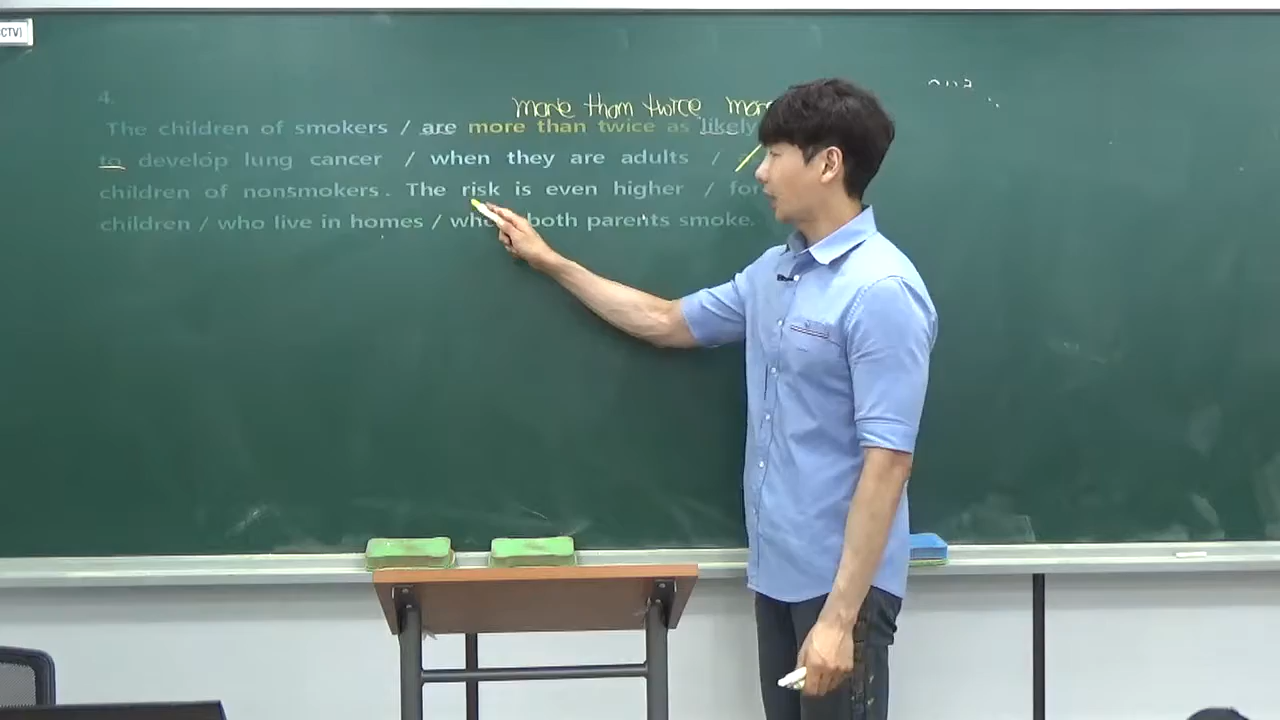 CTV)
4.
more than twice more
The children of smokers / are more than twice as likely
to develop lung cancer / when they are adults /
children of nonsmokers. The risk is even higher / for
children / who live in homes / both parents smoke.